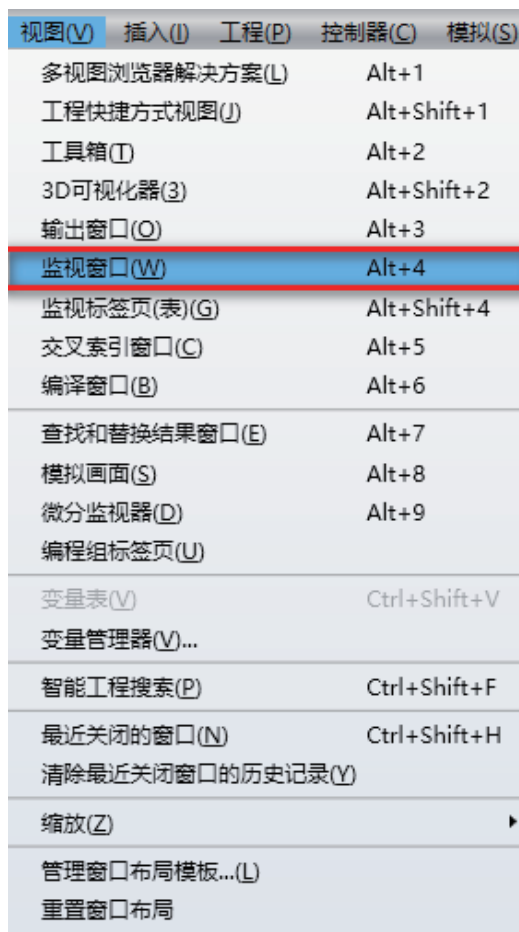 视图(V) 插入(I) 工程(P) 控制器(C) 模拟(S)
多视图浏览器解决方案(L) Alt+1
工程快捷方式视图(J) Alt+Shift+1
工具箱(T) Alt+2
3D可视化器(3) Alt+Shift+2
输出窗口(O) Alt+3
监视窗口(W) Alt+4
监视标签页(表)(G) Alt+Shift+4
交叉索引窗口(C) Alt+5
编译窗口(B) Alt+6
查找和替换结果窗口(E) Alt+7
模拟画面(S) Alt+8
微分监视器(D) Alt+9
编程组标签页(U)
变量表(V) Ctrl+Shift+V
变量管理器(V)...
智能工程搜索(P) Ctrl+Shift+F
最近关闭的窗口(N) Ctrl+Shift+H
清除最近关闭窗口的历史记录(Y)
缩放(Z)
管理窗口布局模板...(L)
重置窗口布局